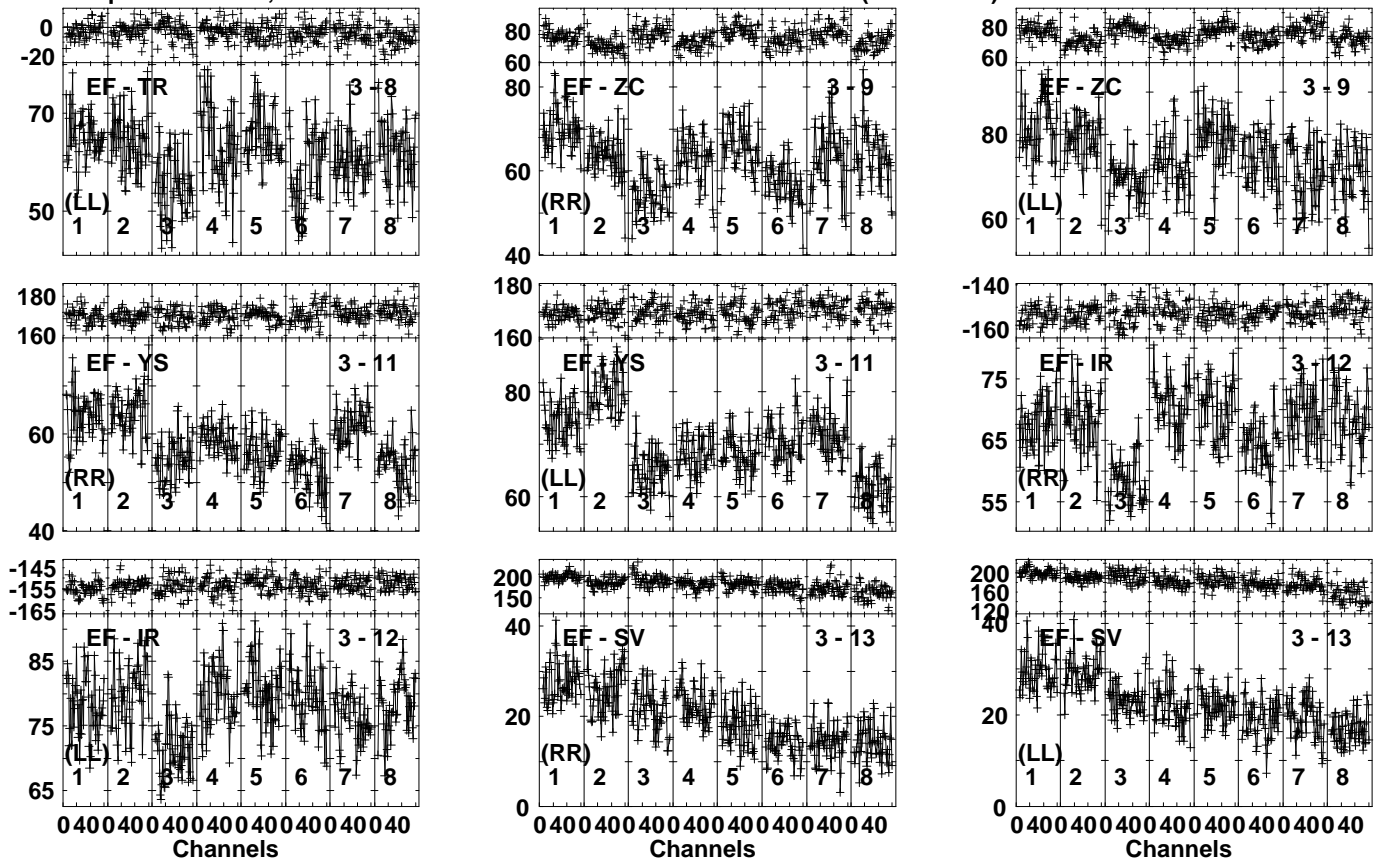 0
-20
EF - TR 3 - 8
70
50
(LL)
1 2 3 4 5 6 7 8
80
60
EF - ZC 3 - 9
80
60
40
(RR)
1 2 3 4 5 6 7 8
80
60
EF - ZC 3 - 9
80
60
(LL)
1 2 3 4 5 6 7 8
180
160
EF - YS 3 - 11
60
40
(RR)
1 2 3 4 5 6 7 8
180
160
EF - YS 3 - 11
80
60
(LL)
1 2 3 4 5 6 7 8
-140
-160
EF - IR 3 - 12
75
65
55
(RR)
1 2 3 4 5 6 7 8
-145
-155
-165
EF - IR 3 - 12
85
75
65
(LL)
1 2 3 4 5 6 7 8
0 40 0 40 0 40 0 40 0 40 0 40 0 40 0 40
Channels
200
150
EF - SV 3 - 13
40
20
0
(RR)
1 2 3 4 5 6 7 8
0 40 0 40 0 40 0 40 0 40 0 40 0 40 0 40
Channels
200
160
120
EF - SV 3 - 13
40
20
0
(LL)
1 2 3 4 5 6 7 8
0 40 0 40 0 40 0 40 0 40 0 40 0 40 0 40
Channels